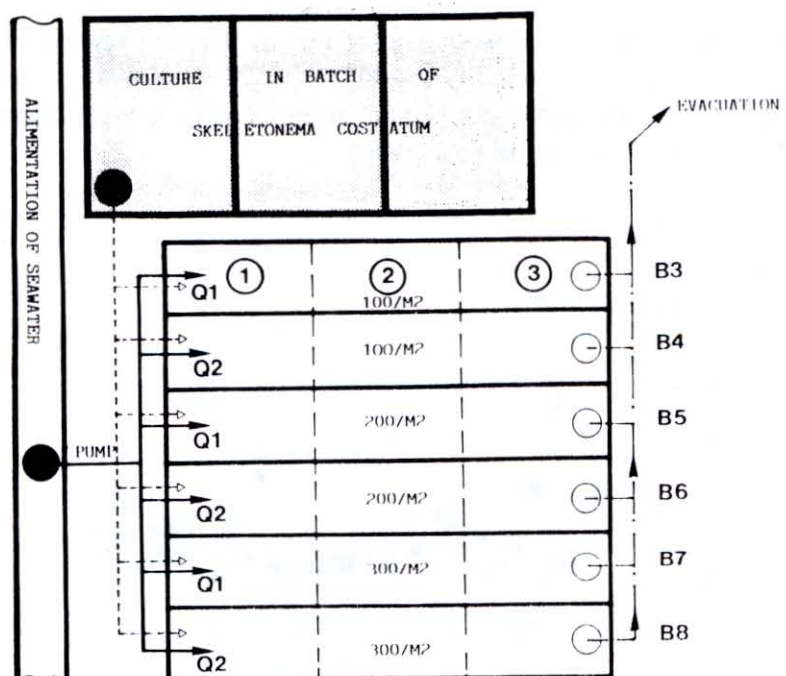 CULTURE IN BATCH OF
SKELETONEMA COSTATUM
ALIMENTATION OF SEAWATER
EVACUATION
PUMP
1 2 3
Q1 100/M2 B3
Q2 100/M2 B4
Q1 200/M2 B5
Q2 200/M2 B6
Q1 300/M2 B7
Q2 300/M2 B8